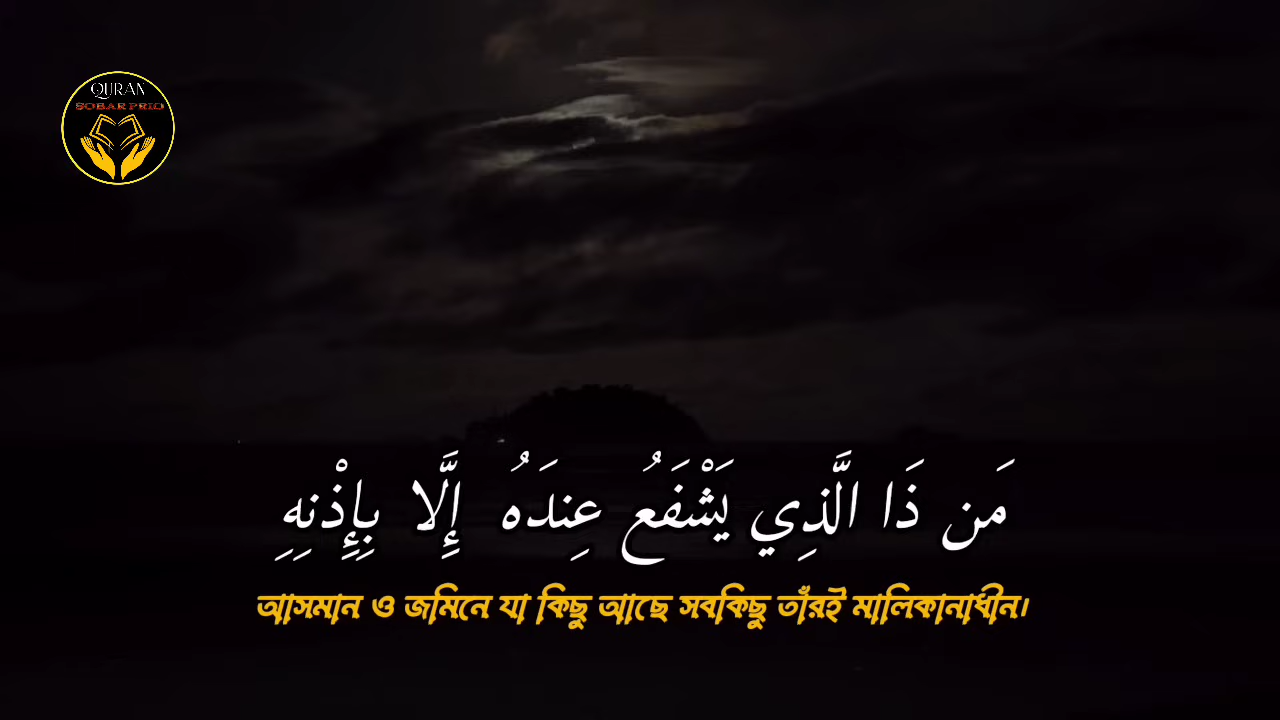 QURAN
SOBAR PRIO
مَن ذَا الَّذِي يَشْفَعُ عِندَهُ إِلَّا بِإِذْنِهِ
আসমান ও জমিনে যা কিছু আছে সবকিছু তাঁরই মালিকানাধীন।